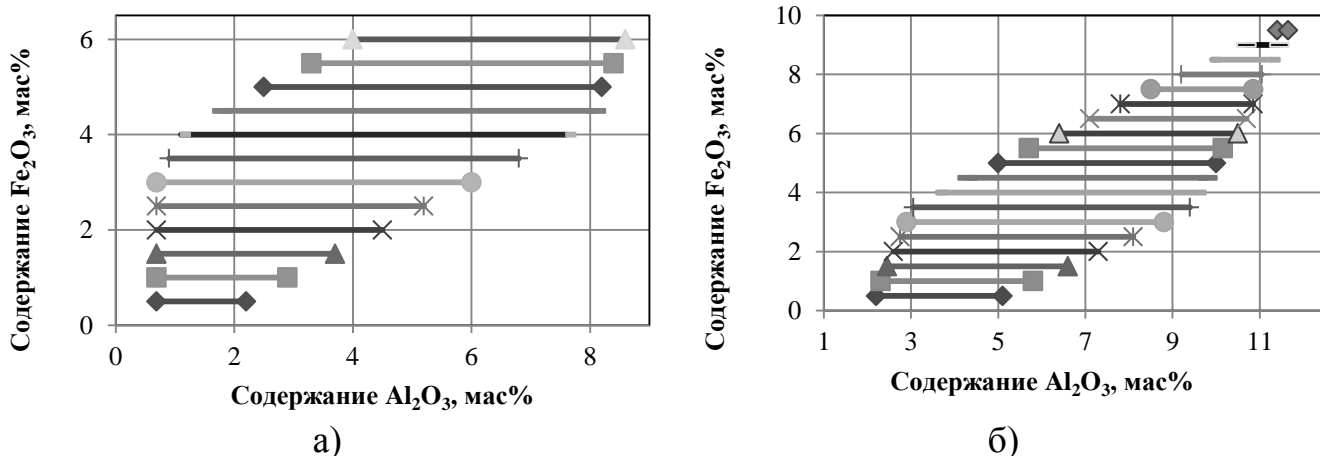 Содержание Fe₂O₃, мас%
6
4
2
0
0 2 4 6 8
Содержание Al₂O₃, мас%
а)
Содержание Fe₂O₃, мас%
10
8
6
4
2
0
1 3 5 7 9 11
Содержание Al₂O₃, мас%
б)